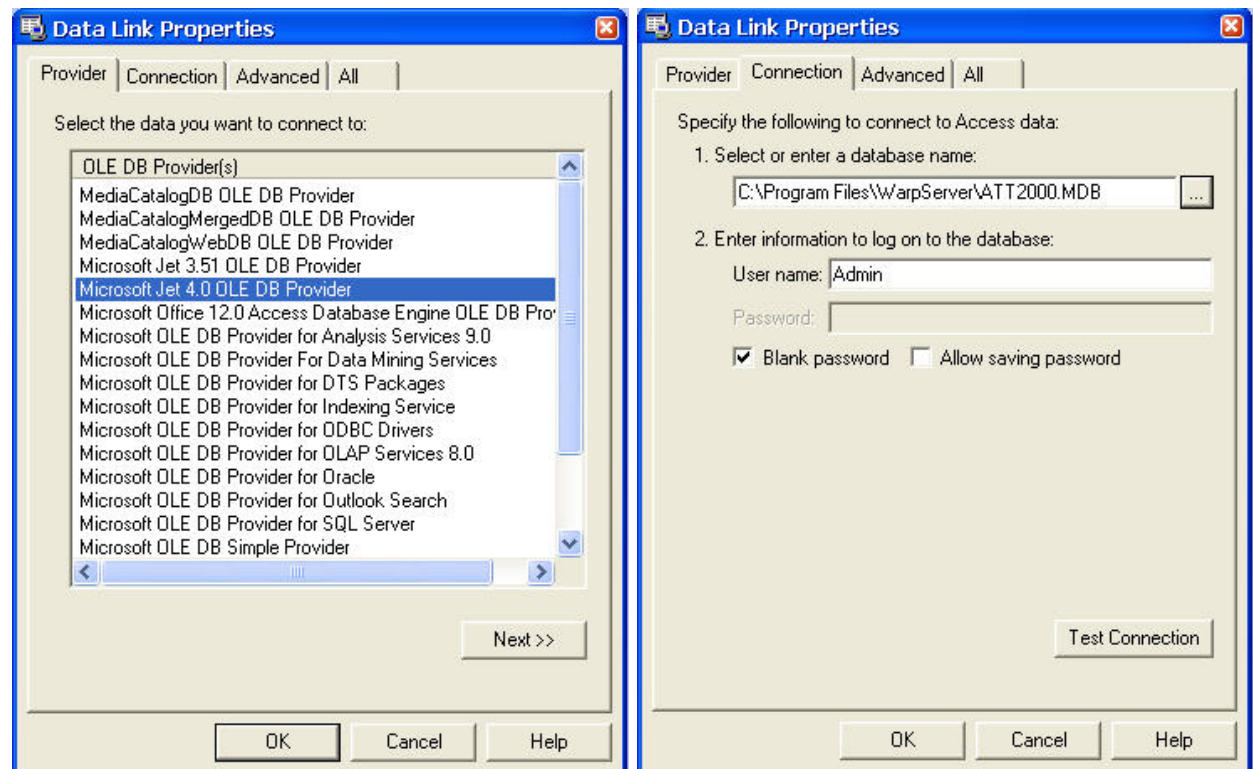 Data Link Properties
Provider Connection Advanced All
Select the data you want to connect to:
OLE DB Provider(s)
MediaCatalogDB OLE DB Provider
MediaCatalogMergedDB OLE DB Provider
MediaCatalogWebDB OLE DB Provider
Microsoft Jet 3.51 OLE DB Provider
Microsoft Jet 4.0 OLE DB Provider
Microsoft Office 12.0 Access Database Engine OLE DB Pro
Microsoft OLE DB Provider for Analysis Services 9.0
Microsoft OLE DB Provider For Data Mining Services
Microsoft OLE DB Provider for DTS Packages
Microsoft OLE DB Provider for Indexing Service
Microsoft OLE DB Provider for ODBC Drivers
Microsoft OLE DB Provider for OLAP Services 8.0
Microsoft OLE DB Provider for Oracle
Microsoft OLE DB Provider for Outlook Search
Microsoft OLE DB Provider for SQL Server
Microsoft OLE DB Simple Provider
Next >>
OK Cancel Help
Data Link Properties
Provider Connection Advanced All
Specify the following to connect to Access data:
1. Select or enter a database name:
C:\Program Files\WarpServer\ATT2000.MDB ...
2. Enter information to log on to the database:
User name: Admin
Password:
Blank password Allow saving password
Test Connection
OK Cancel Help